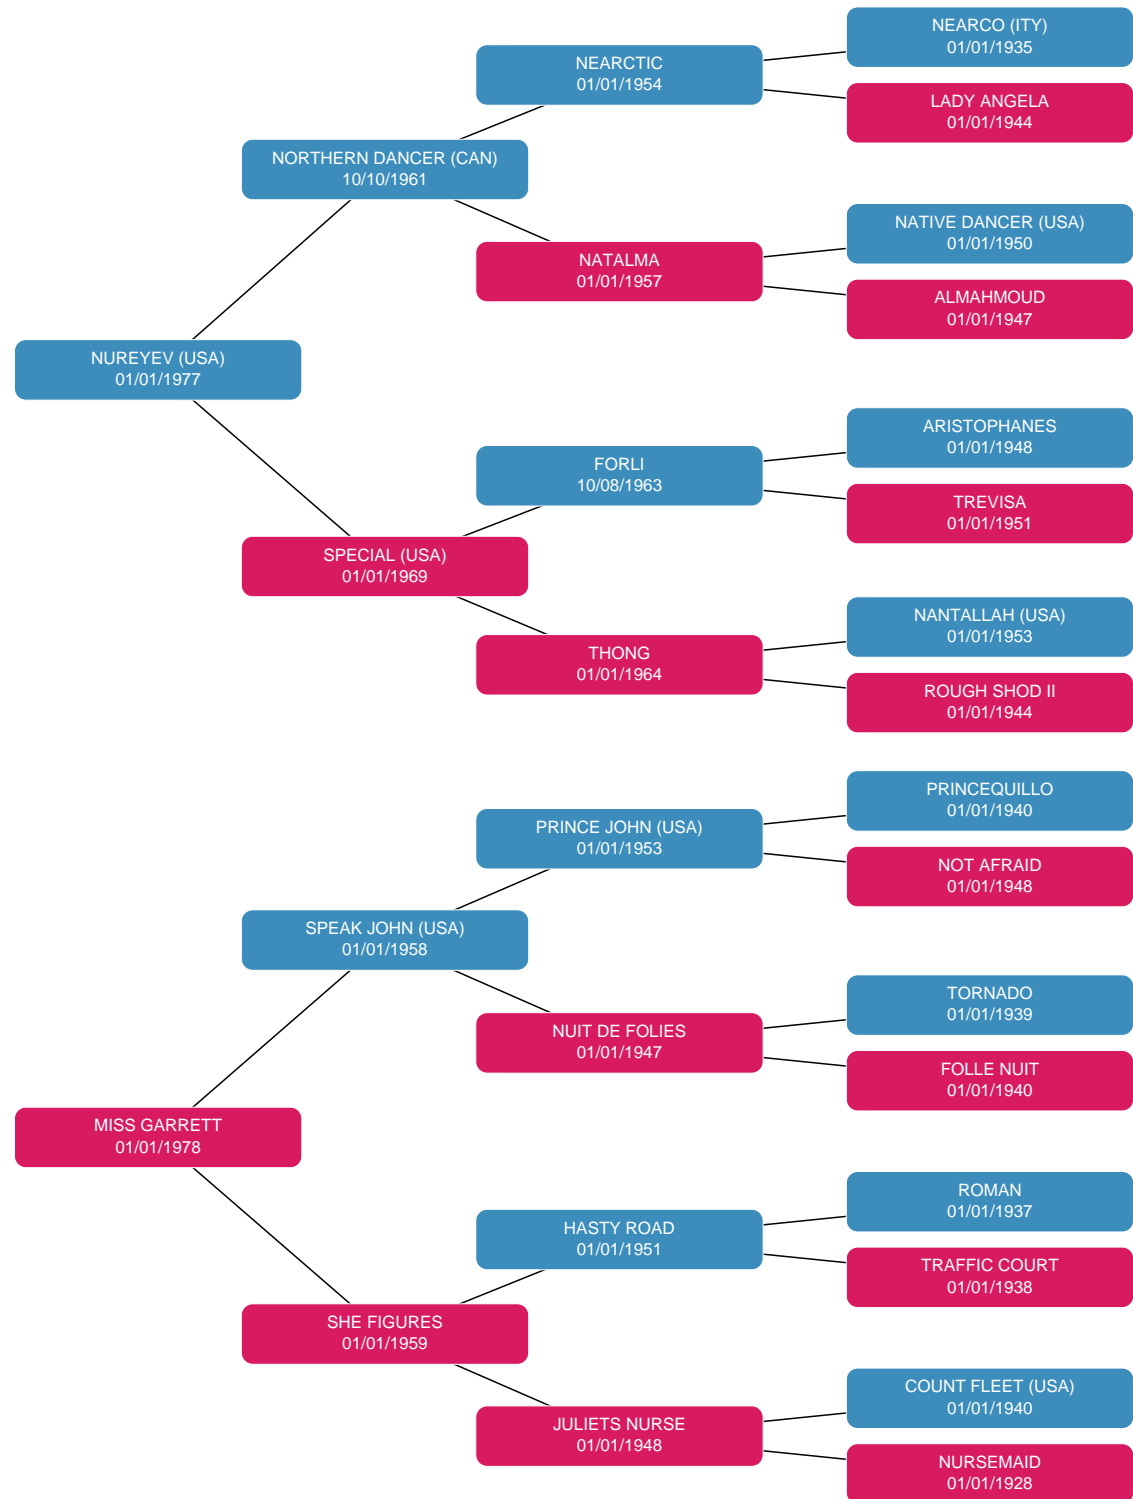 NEARCO (ITY)
01/01/1935
NEARCTIC
01/01/1954
LADY ANGELA
01/01/1944
NORTHERN DANCER (CAN)
10/10/1961
NATIVE DANCER (USA)
01/01/1950
NATALMA
01/01/1957
ALMAHMOUD
01/01/1947
NUREYEV (USA)
01/01/1977
ARISTOPHANES
01/01/1948
FORLI
10/08/1963
TREVISA
01/01/1951
SPECIAL (USA)
01/01/1969
NANTALLAH (USA)
01/01/1953
THONG
01/01/1964
ROUGH SHOD II
01/01/1944
PRINCEQUILLO
01/01/1940
PRINCE JOHN (USA)
01/01/1953
NOT AFRAID
01/01/1948
SPEAK JOHN (USA)
01/01/1958
TORNADO
01/01/1939
NUIT DE FOLIES
01/01/1947
FOLLE NUIT
01/01/1940
MISS GARRETT
01/01/1978
ROMAN
01/01/1937
HASTY ROAD
01/01/1951
TRAFFIC COURT
01/01/1938
SHE FIGURES
01/01/1959
COUNT FLEET (USA)
01/01/1940
JULIETS NURSE
01/01/1948
NURSEMAID
01/01/1928